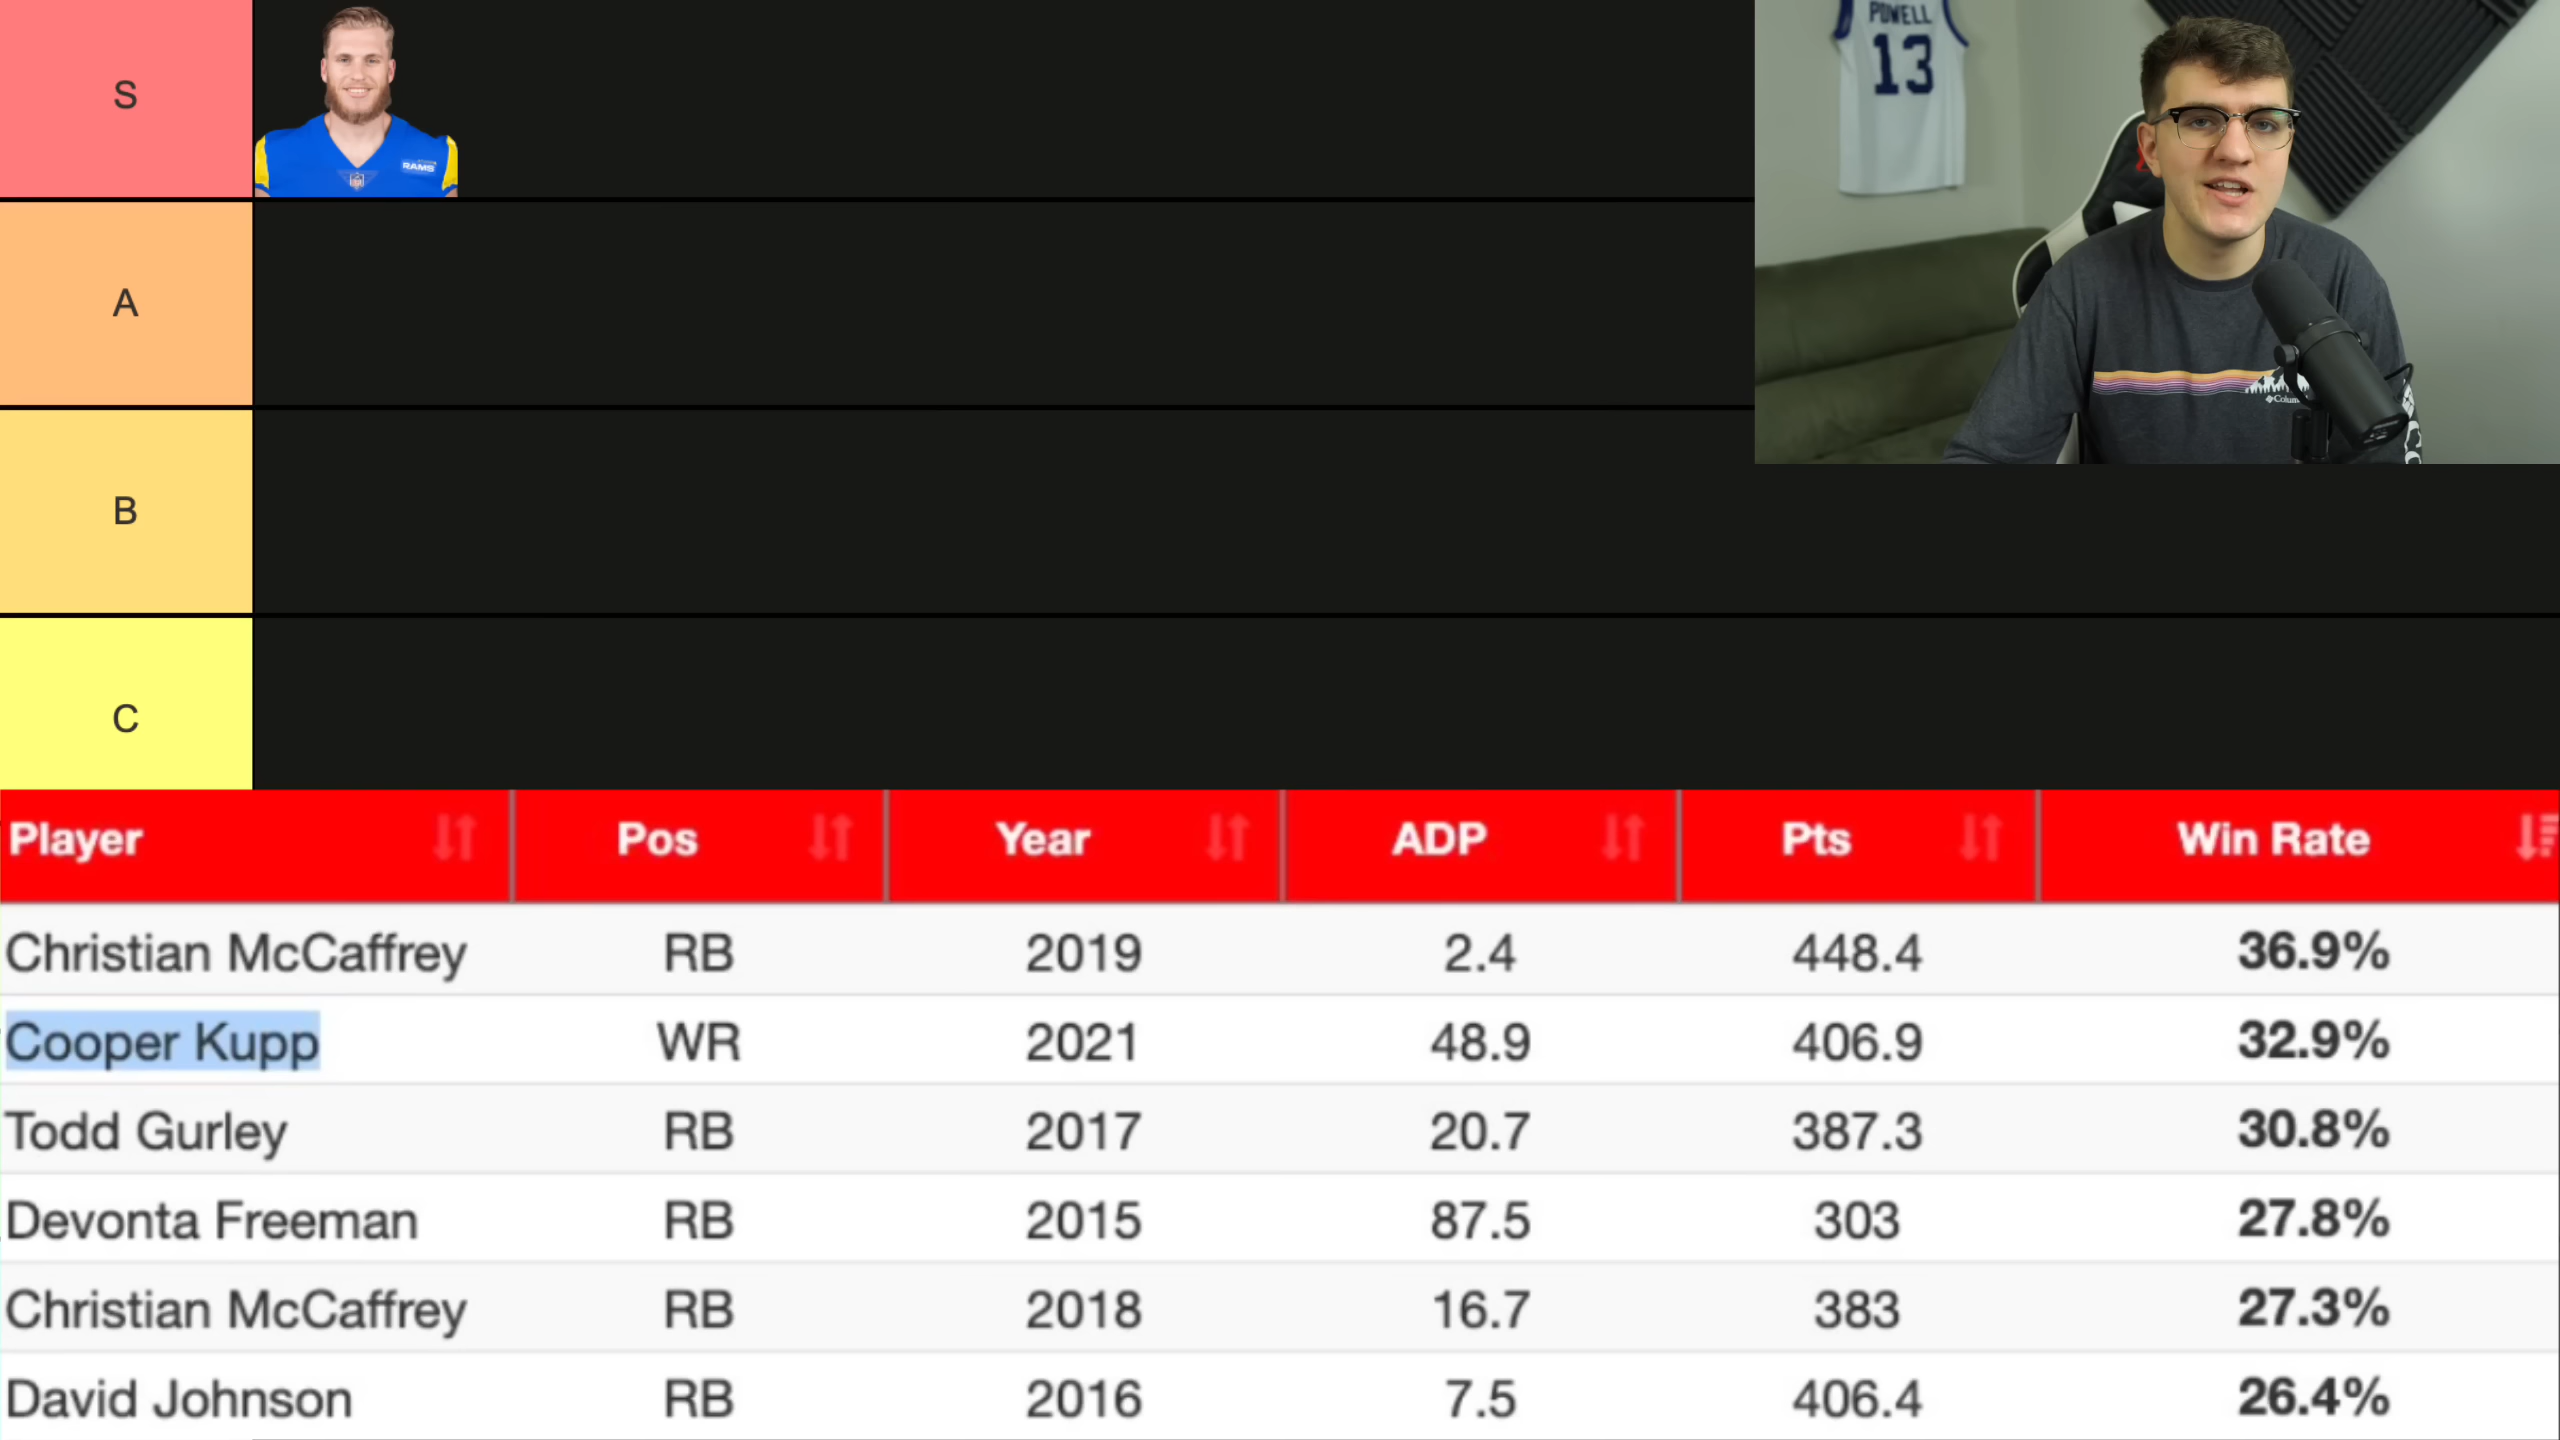 S
RAMS
POWELL
13
A
Colum
B
C
Player Pos Year ADP Pts Win Rate
Christian McCaffrey RB 2019 2.4 448.4 36.9%
Cooper Kupp WR 2021 48.9 406.9 32.9%
Todd Gurley RB 2017 20.7 387.3 30.8%
Devonta Freeman RB 2015 87.5 303 27.8%
Christian McCaffrey RB 2018 16.7 383 27.3%
David Johnson RB 2016 7.5 406.4 26.4%